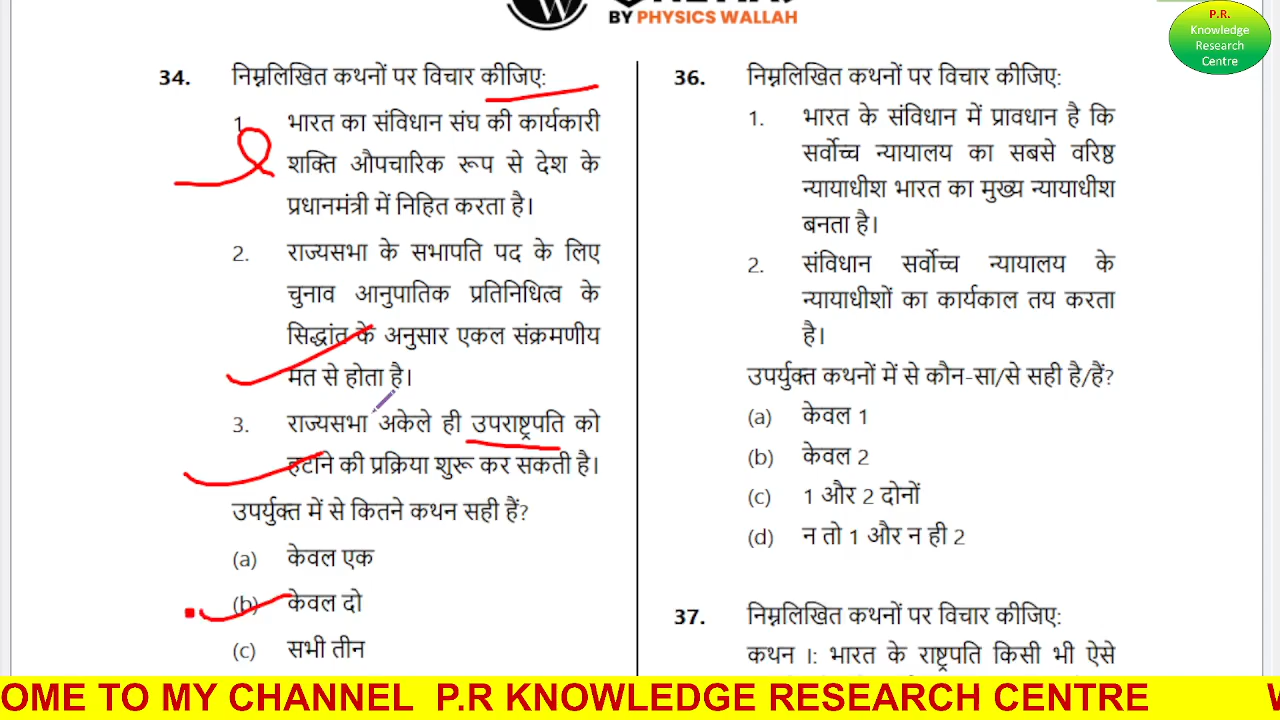 BY PHYSICS WALLAH
P.R.
Knowledge
Research
Centre
34. निम्नलिखित कथनों पर विचार कीजिए:
1. भारत का संविधान संघ की कार्यकारी
शक्ति औपचारिक रूप से देश के
प्रधानमंत्री में निहित करता है।
2. राज्यसभा के सभापति पद के लिए
चुनाव आनुपातिक प्रतिनिधित्व के
सिद्धांत के अनुसार एकल संक्रमणीय
मत से होता है।
3. राज्यसभा अकेले ही उपराष्ट्रपति को
हटाने की प्रक्रिया शुरू कर सकती है।
उपर्युक्त में से कितने कथन सही हैं?
(a) केवल एक
(b) केवल दो
(c) सभी तीन
36. निम्नलिखित कथनों पर विचार कीजिए:
1. भारत के संविधान में प्रावधान है कि
सर्वोच्च न्यायालय का सबसे वरिष्ठ
न्यायाधीश भारत का मुख्य न्यायाधीश
बनता है।
2. संविधान सर्वोच्च न्यायालय के
न्यायाधीशों का कार्यकाल तय करता
है।
उपर्युक्त कथनों में से कौन-सा/से सही है/हैं?
(a) केवल 1
(b) केवल 2
(c) 1 और 2 दोनों
(d) न तो 1 और न ही 2
37. निम्नलिखित कथनों पर विचार कीजिए:
कथन I: भारत के राष्ट्रपति किसी भी ऐसे
OME TO MY CHANNEL P.R KNOWLEDGE RESEARCH CENTRE W